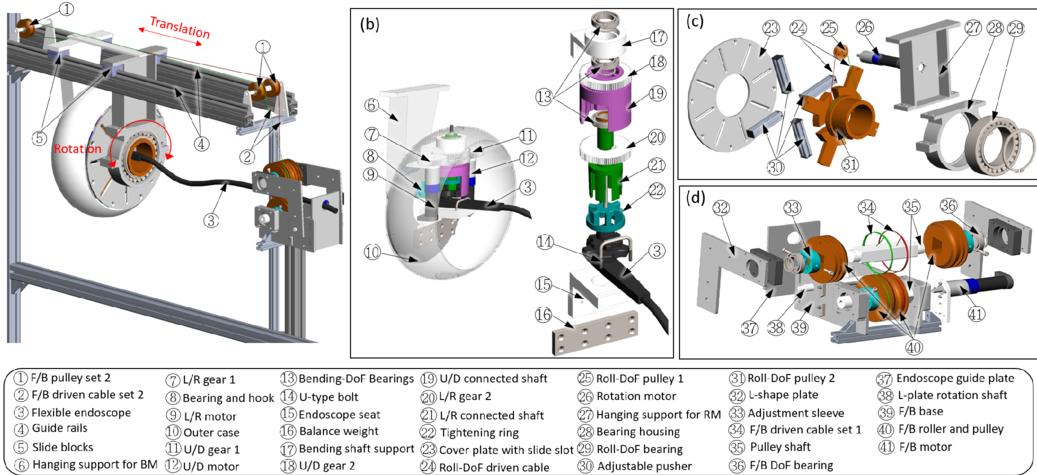 ①
Translation
①
⑤
④
②
Rotation
③
(b)
⑥
⑦
⑧
⑨
⑩
⑪
⑫
③
⑬
⑰
⑱
⑲
⑳
㉑
㉒
⑭
③
⑮
⑯
(c)
㉓
㉔
㉕
㉖
㉗
㉘
㉙
㉚
㉛
(d)
㉜
㉝
㉞
㉟
㊱
㊲
㊳
㊴
㊵
㊶
① F/B pulley set 2
② F/B driven cable set 2
③ Flexible endoscope
④ Guide rails
⑤ Slide blocks
⑥ Hanging support for BM
⑦ L/R gear 1
⑧ Bearing and hook
⑨ L/R motor
⑩ Outer case
⑪ U/D gear 1
⑫ U/D motor
⑬ Bending-DoF Bearings
⑭ U-type bolt
⑮ Endoscope seat
⑯ Balance weight
⑰ Bending shaft support
⑱ U/D gear 2
⑲ U/D connected shaft
⑳ L/R gear 2
㉑ L/R connected shaft
㉒ Tightening ring
㉓ Cover plate with slide slot
㉔ Roll-DoF driven cable
㉕ Roll-DoF pulley 1
㉖ Rotation motor
㉗ Hanging support for RM
㉘ Bearing housing
㉙ Roll-DoF bearing
㉚ Adjustable pusher
㉛ Roll-DoF pulley 2
㉜ L-shape plate
㉝ Adjustment sleeve
㉞ F/B driven cable set 1
㉟ Pulley shaft
㊱ F/B DoF bearing
㊲ Endoscope guide plate
㊳ L-plate rotation shaft
㊴ F/B base
㊵ F/B roller and pulley
㊶ F/B motor